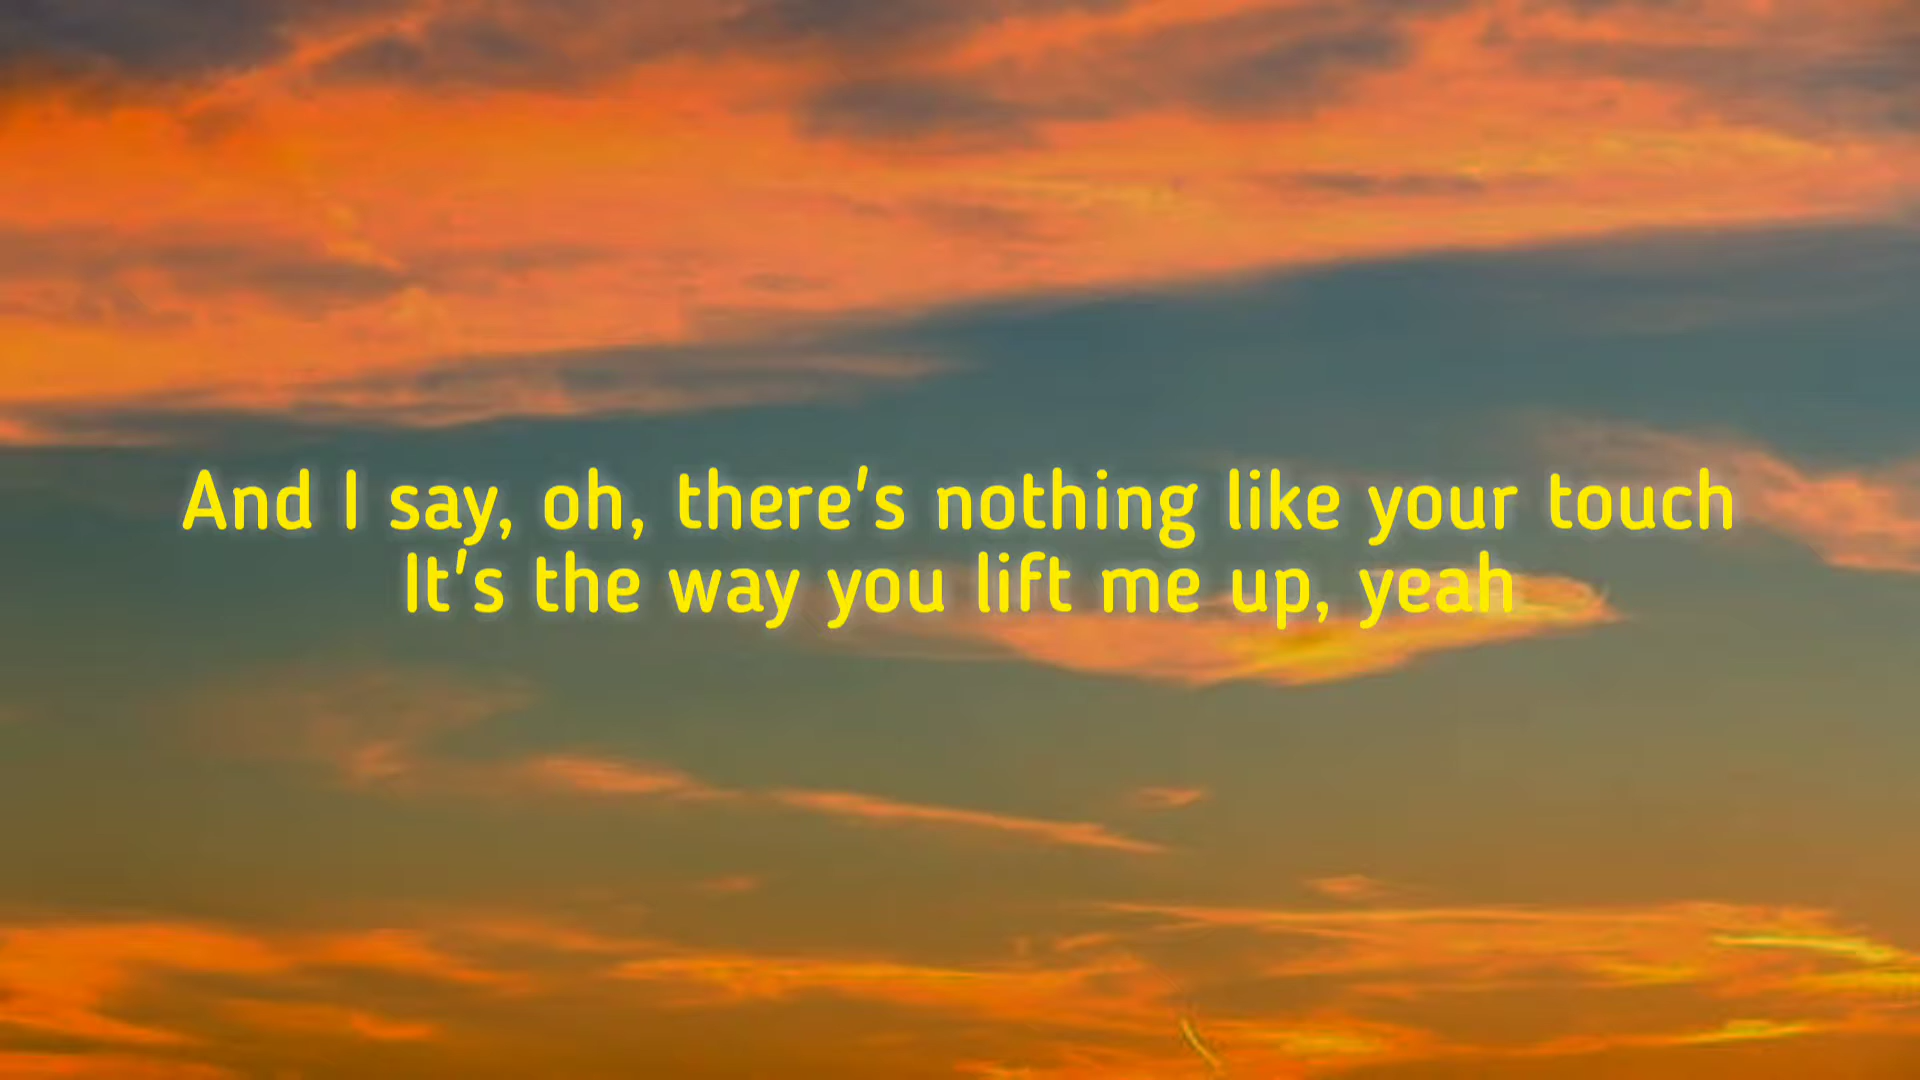 And I say, oh, there's nothing like your touch
It's the way you lift me up, yeah